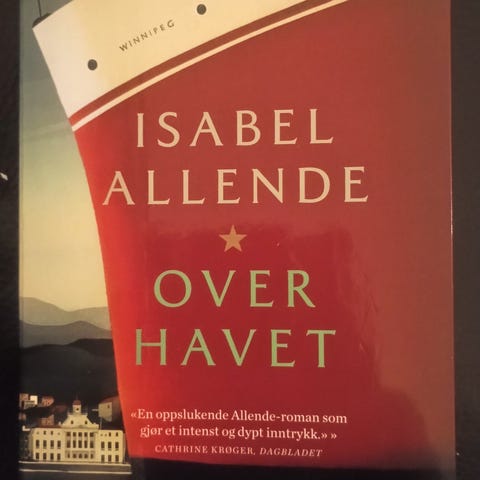 WINNIPEG
ISABEL
ALLENDE
OVER
HAVET
«En oppslukende Allende-roman som
gjør et intenst og dypt inntrykk.» »
CATHRINE KRØGER, DAGBLADET